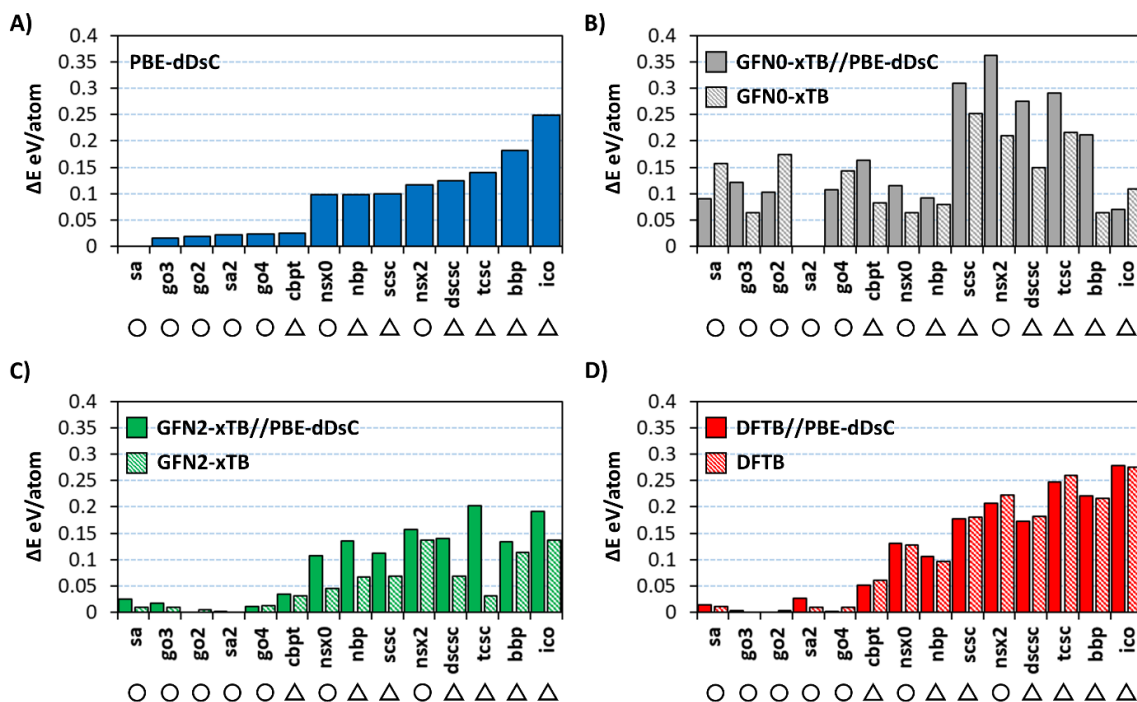 A)
PBE-dDsC
ΔE eV/atom
0.4
0.35
0.3
0.25
0.2
0.15
0.1
0.05
0
sa
go3
go2
sa2
go4
cbpt
nsx0
nbp
scsc
nsx2
dscsc
tcsc
bbp
ico
B)
GFN0-xTB//PBE-dDsC
GFN0-xTB
ΔE eV/atom
0.4
0.35
0.3
0.25
0.2
0.15
0.1
0.05
0
sa
go3
go2
sa2
go4
cbpt
nsx0
nbp
scsc
nsx2
dscsc
tcsc
bbp
ico
C)
GFN2-xTB//PBE-dDsC
GFN2-xTB
ΔE eV/atom
0.4
0.35
0.3
0.25
0.2
0.15
0.1
0.05
0
sa
go3
go2
sa2
go4
cbpt
nsx0
nbp
scsc
nsx2
dscsc
tcsc
bbp
ico
D)
DFTB//PBE-dDsC
DFTB
ΔE eV/atom
0.4
0.35
0.3
0.25
0.2
0.15
0.1
0.05
0
sa
go3
go2
sa2
go4
cbpt
nsx0
nbp
scsc
nsx2
dscsc
tcsc
bbp
ico